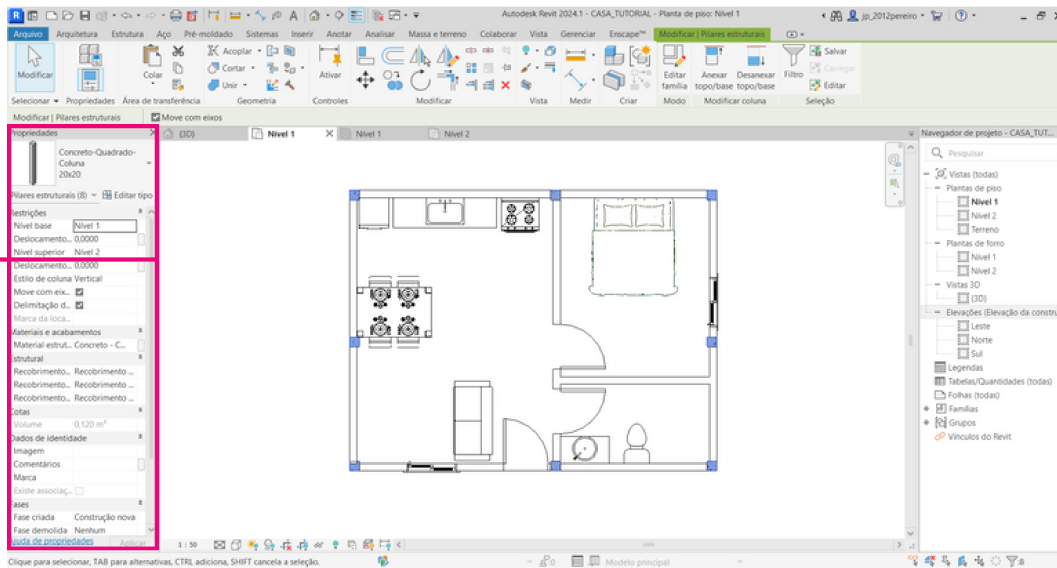 Autodesk Revit 2024.1 - CASA_TUTORIAL - Planta de piso: Nível 1
jp_2012pereiro
Arquivo Arquitetura Estrutura Aço Pré-moldado Sistemas Inserir Anotar Analisar Massa e terreno Colaborar Vista Gerenciar Enscape™ Modificar | Pilares estruturais
Modificar
Colar
Acoplar
Cortar
Unir
Ativar
Editar família
Anexar topo/base
Desanexar topo/base
Filtro
Salvar
Carregar
Editar
Selecionar Propriedades Área de transferência Geometria Controles Modificar Vista Medir Criar Modo Modificar coluna Seleção
Modificar | Pilares estruturais Move com eixos
Propriedades X
(3D) Nível 1 X Nível 1 Nível 2
Concreto-Quadrado-
Coluna
20x20
Pilares estruturais (8) Editar tipo
Restrições
Nível base Nível 1
Deslocamento... 0,0000
Nível superior Nível 2
Deslocamento... 0,0000
Estilo de coluna Vertical
Move com eix...
Delimitação d...
Marca da loca...
Materiais e acabamentos
Material estrut... Concreto - C...
Estrutural
Recobrimento... Recobrimento ...
Recobrimento... Recobrimento ...
Recobrimento... Recobrimento ...
Cotas
Volume 0,120 m³
Dados de identidade
Imagem
Comentários
Marca
Existe associaç...
Fases
Fase criada Construção nova
Fase demolida Nenhum
Ajuda de propriedades Aplicar
1 : 50
Navegador de projeto - CASA_TUT...
Pesquisar
Vistas (todas)
Plantas de piso
Nível 1
Nível 2
Terreno
Plantas de forro
Nível 1
Nível 2
Vistas 3D
(3D)
Elevações (Elevação da constru
Leste
Norte
Sul
Legendas
Tabelas/Quantidades (todas)
Folhas (todas)
Famílias
Grupos
Vínculos do Revit
Clique para selecionar, TAB para alternativas, CTRL adiciona, SHIFT cancela a seleção.
:0
Modelo principal
:8